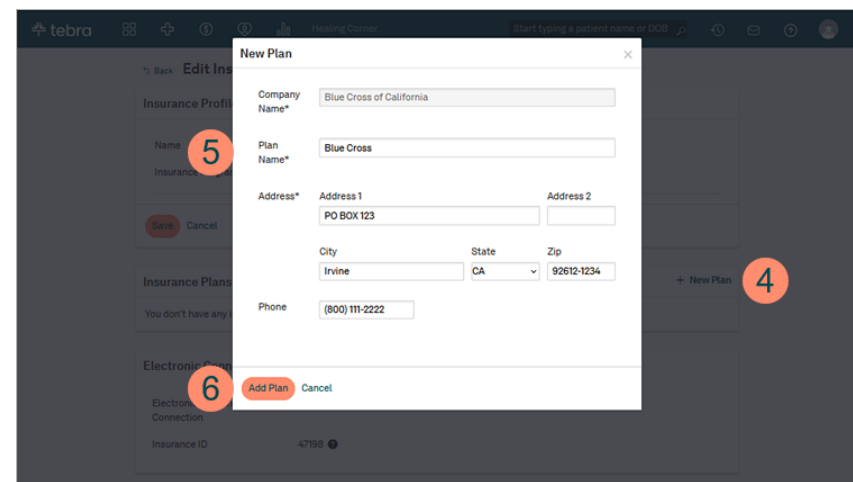 tebra
Healing Corner
Start typing a patient name or DOB
Back Edit Ins
New Plan
Insurance Profil
Company Name*
Blue Cross of California
Name
5
Plan Name*
Blue Cross
Insurance
Address*
Address 1
Address 2
PO BOX 123
Save Cancel
City
State
Zip
Irvine
CA
92612-1234
Insurance Plans
+ New Plan
4
Phone
(800) 111-2222
You don't have any
Electronic
6
Add Plan Cancel
Connection
Insurance ID
47198